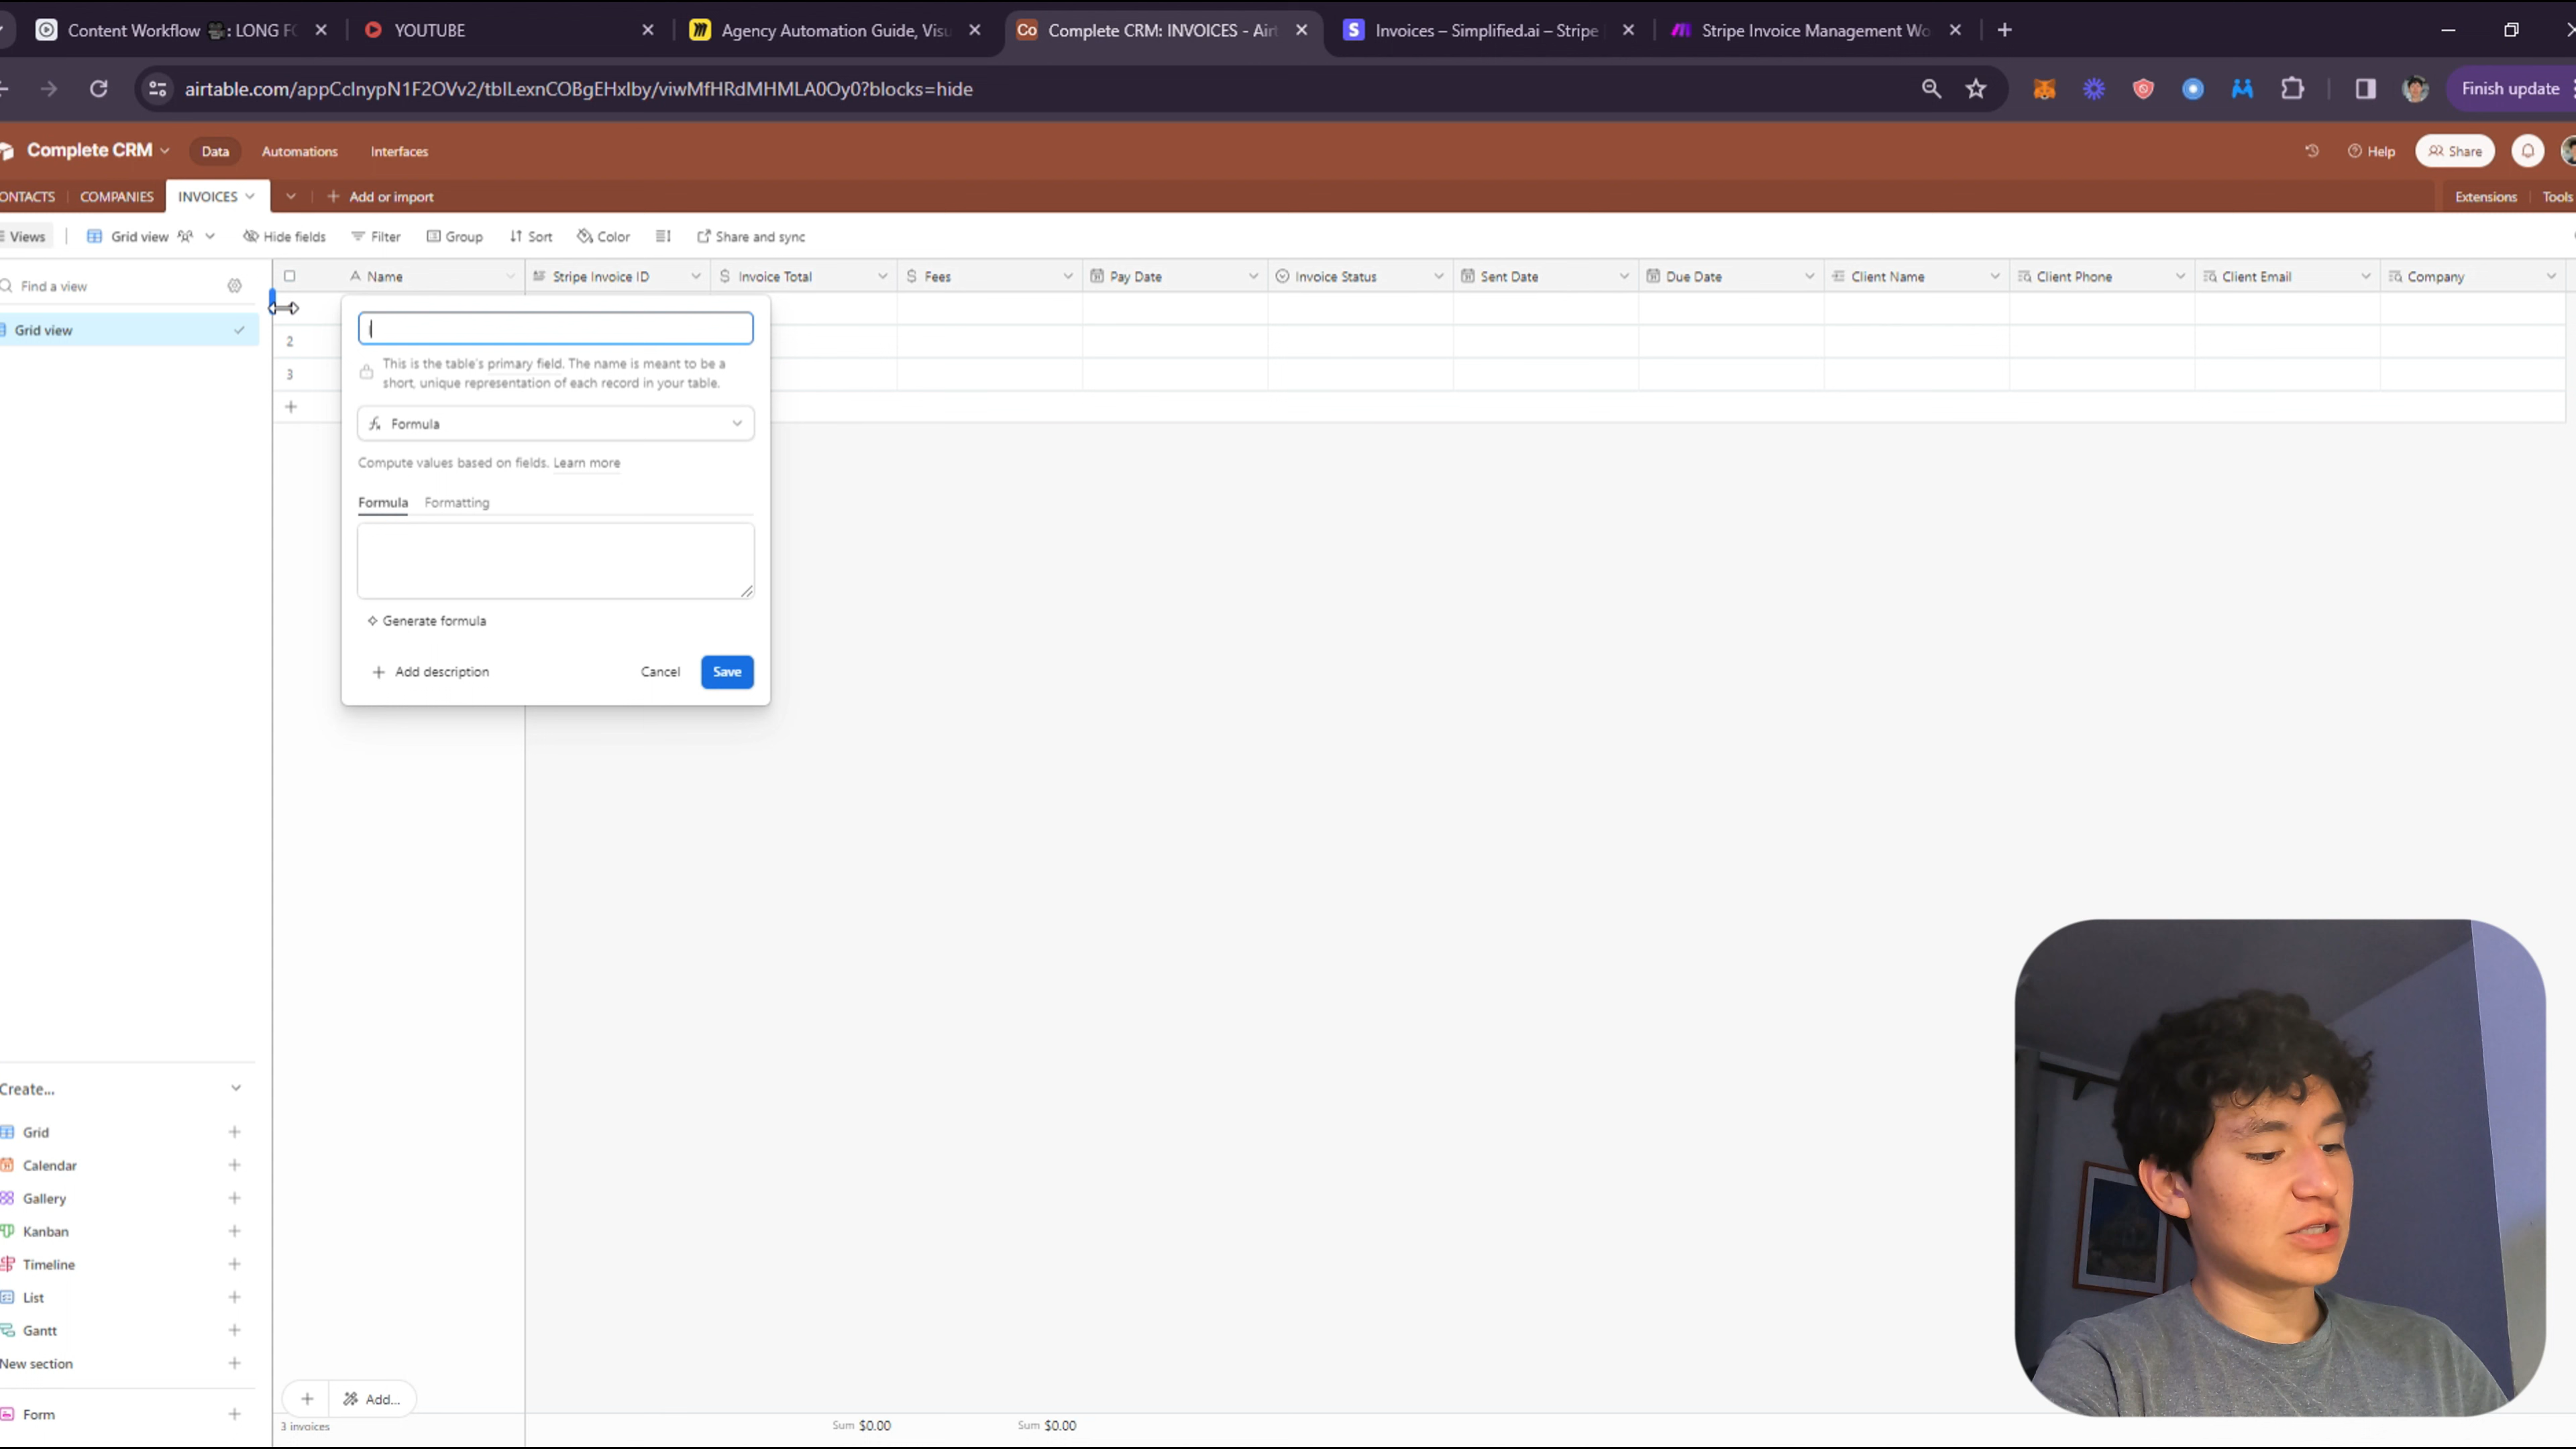 Content Workflow 🎥: LONG FO
YOUTUBE
Agency Automation Guide, Visu
Co Complete CRM: INVOICES - Airt
S Invoices – Simplified.ai – Stripe
Stripe Invoice Management Wo
airtable.com/appCcInypN1F2OVv2/tblLexnCOBgEHxIby/viwMfHRdMHMLA0Oy0?blocks=hide
Finish update
Complete CRM
Data
Automations
Interfaces
Help
Share
ONTACTS
COMPANIES
INVOICES
Add or import
Extensions
Tools
Views
Grid view
Hide fields
Filter
Group
Sort
Color
Share and sync
Find a view
Name
Stripe Invoice ID
Invoice Total
Fees
Pay Date
Invoice Status
Sent Date
Due Date
Client Name
Client Phone
Client Email
Company
Grid view
2
3
This is the table's primary field. The name is meant to be a
short, unique representation of each record in your table.
Formula
Compute values based on fields. Learn more
Formula
Formatting
Generate formula
Add description
Cancel
Save
Create...
Grid
Calendar
Gallery
Kanban
Timeline
List
Gantt
New section
Form
Add...
3 invoices
Sum $0.00
Sum $0.00